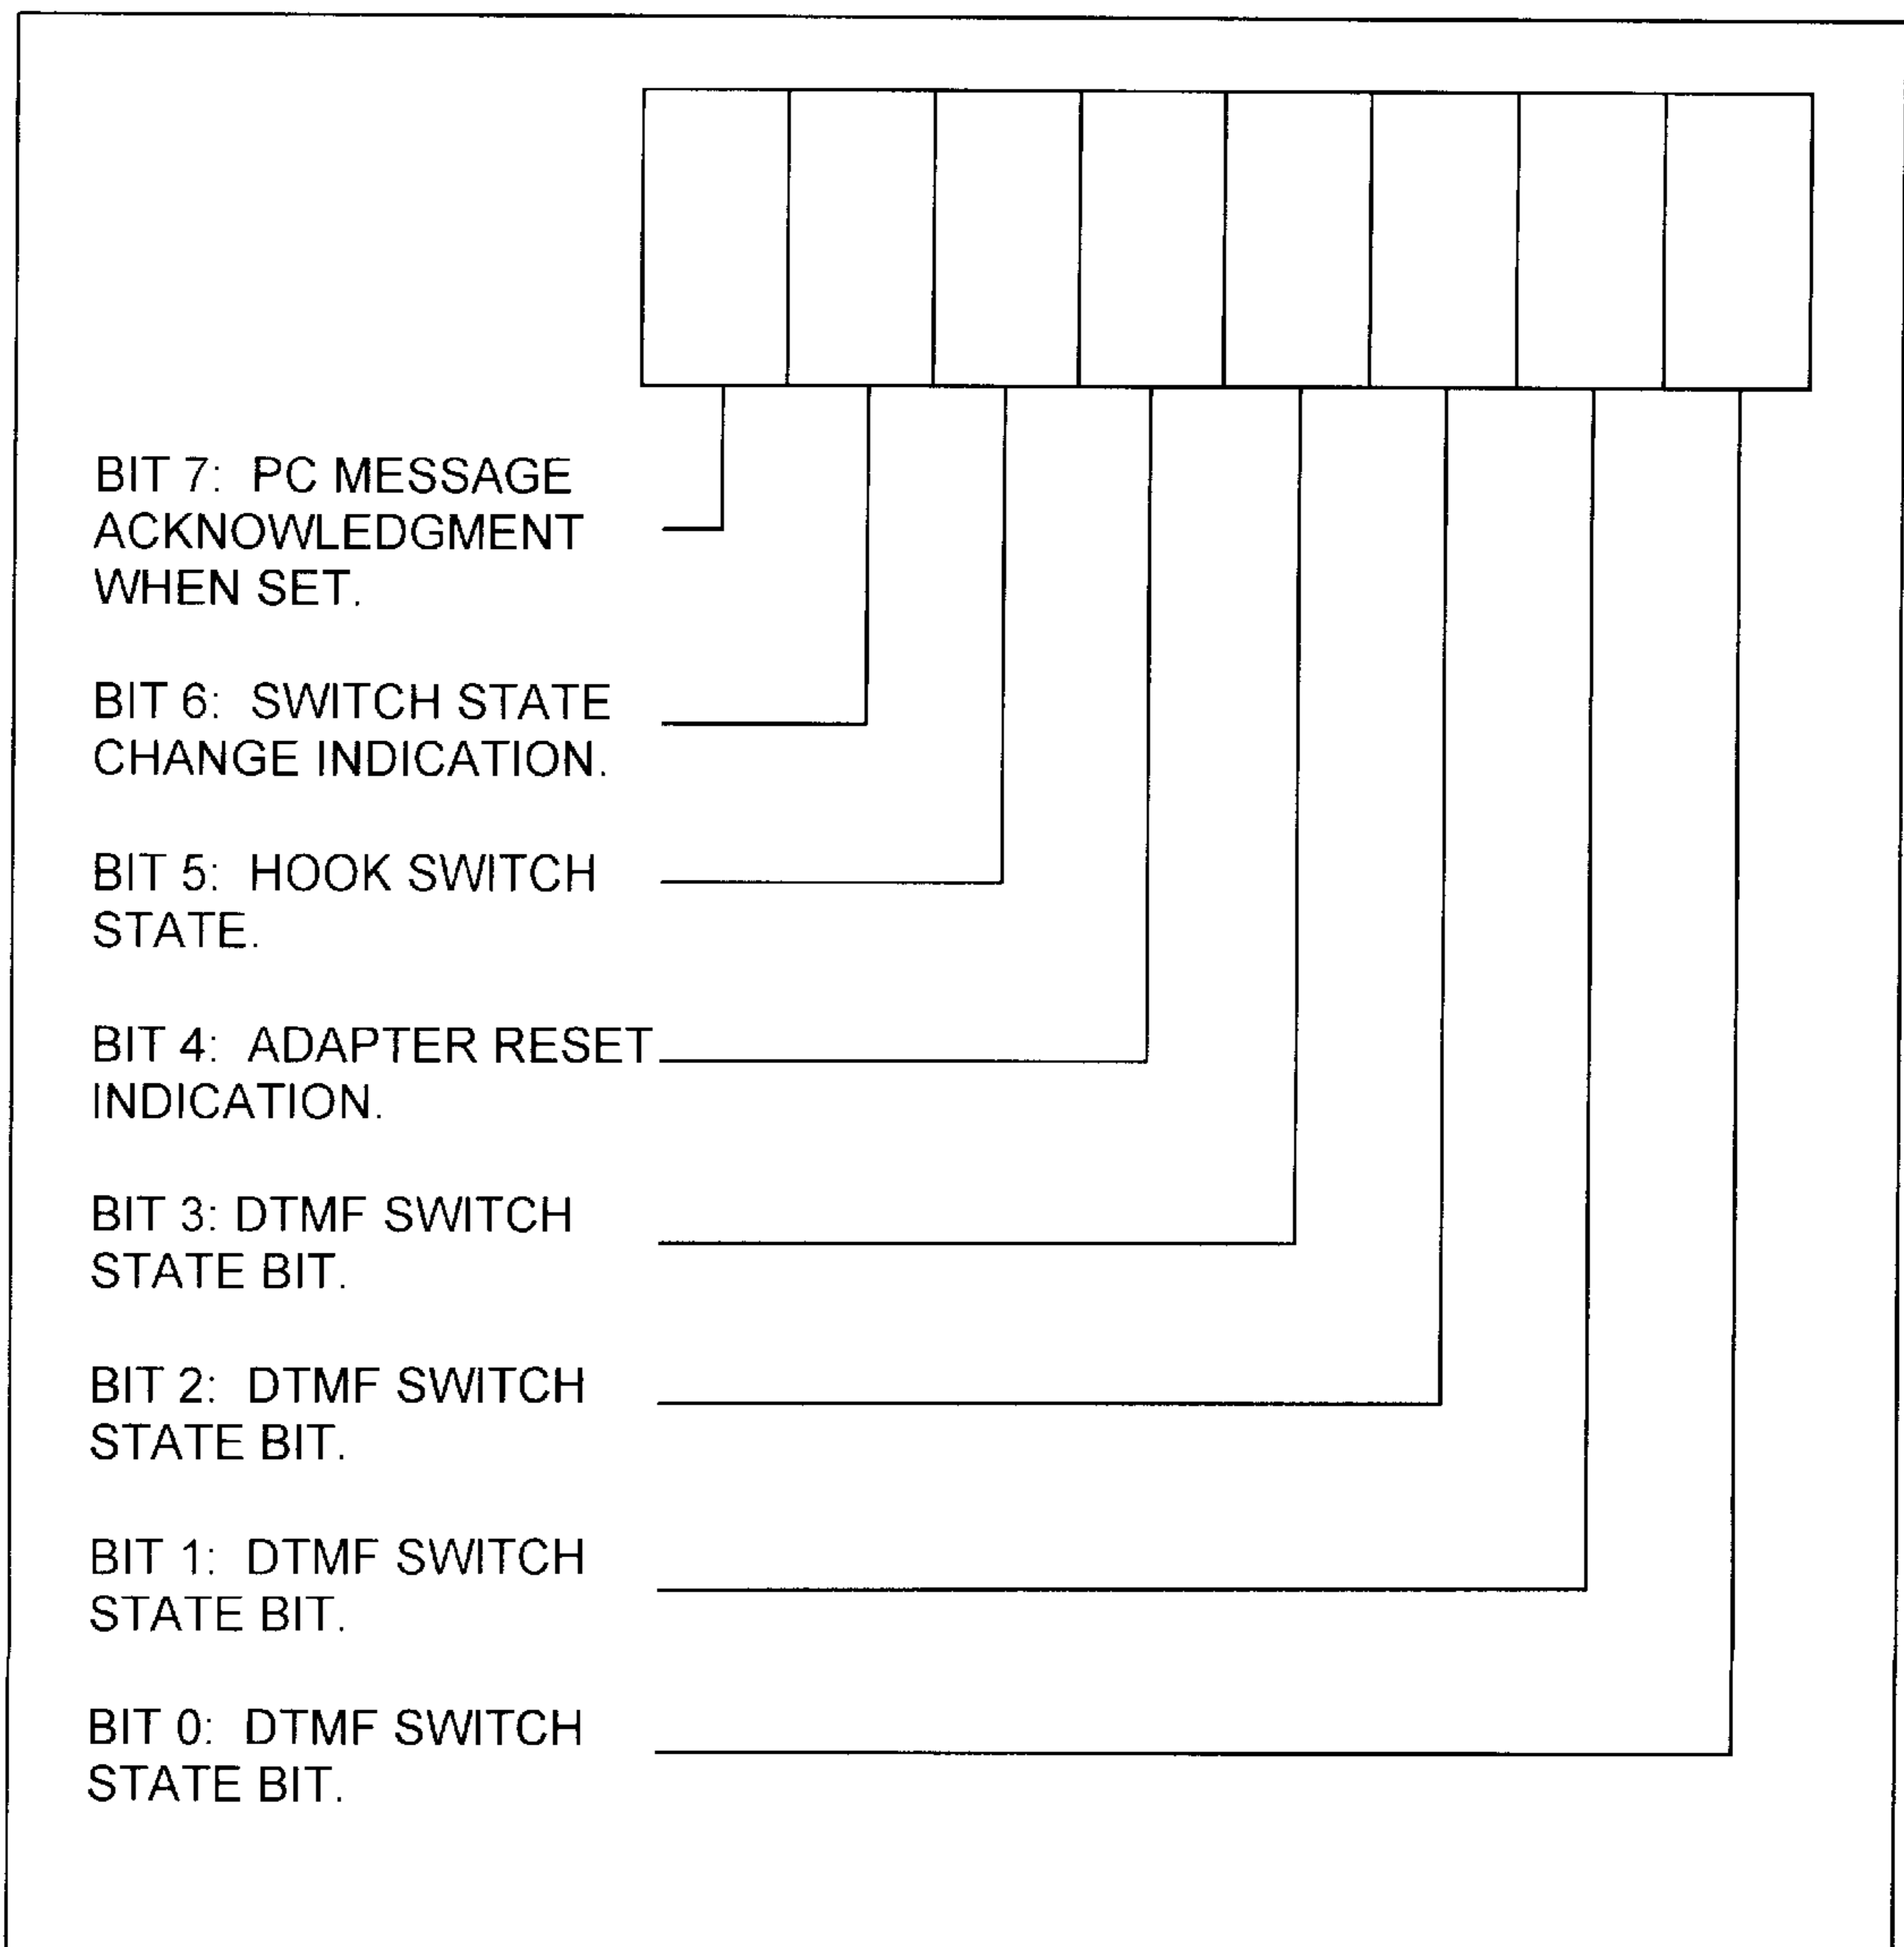 BIT 7: PC MESSAGE
ACKNOWLEDGMENT
WHEN SET.
BIT 6: SWITCH STATE
CHANGE INDICATION.
BIT 5: HOOK SWITCH
STATE.
BIT 4: ADAPTER RESET
INDICATION.
BIT 3: DTMF SWITCH
STATE BIT.
BIT 2: DTMF SWITCH
STATE BIT.
BIT 1: DTMF SWITCH
STATE BIT.
BIT 0: DTMF SWITCH
STATE BIT.